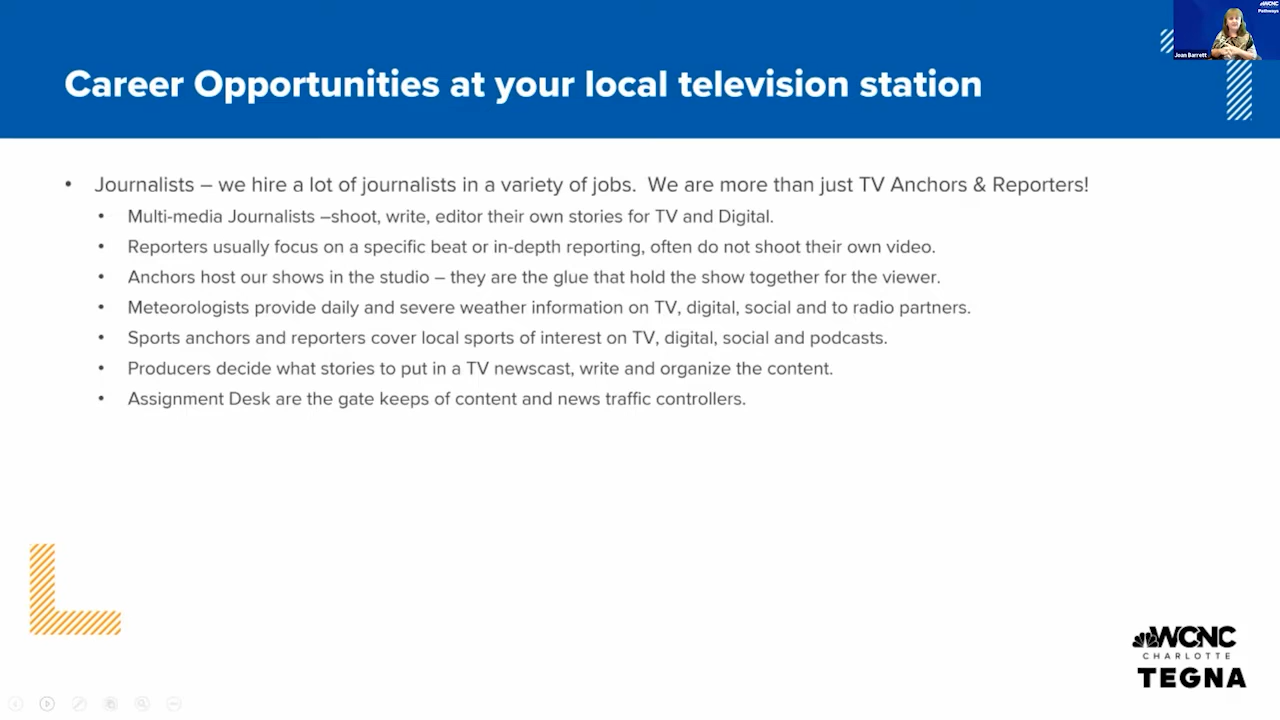 WCNC
Pathways
Joan Barrett
Career Opportunities at your local television station
• Journalists – we hire a lot of journalists in a variety of jobs.  We are more than just TV Anchors & Reporters!
• Multi-media Journalists –shoot, write, editor their own stories for TV and Digital.
• Reporters usually focus on a specific beat or in-depth reporting, often do not shoot their own video.
• Anchors host our shows in the studio – they are the glue that hold the show together for the viewer.
• Meteorologists provide daily and severe weather information on TV, digital, social and to radio partners.
• Sports anchors and reporters cover local sports of interest on TV, digital, social and podcasts.
• Producers decide what stories to put in a TV newscast, write and organize the content.
• Assignment Desk are the gate keeps of content and news traffic controllers.
WCNC
CHARLOTTE
TEGNA